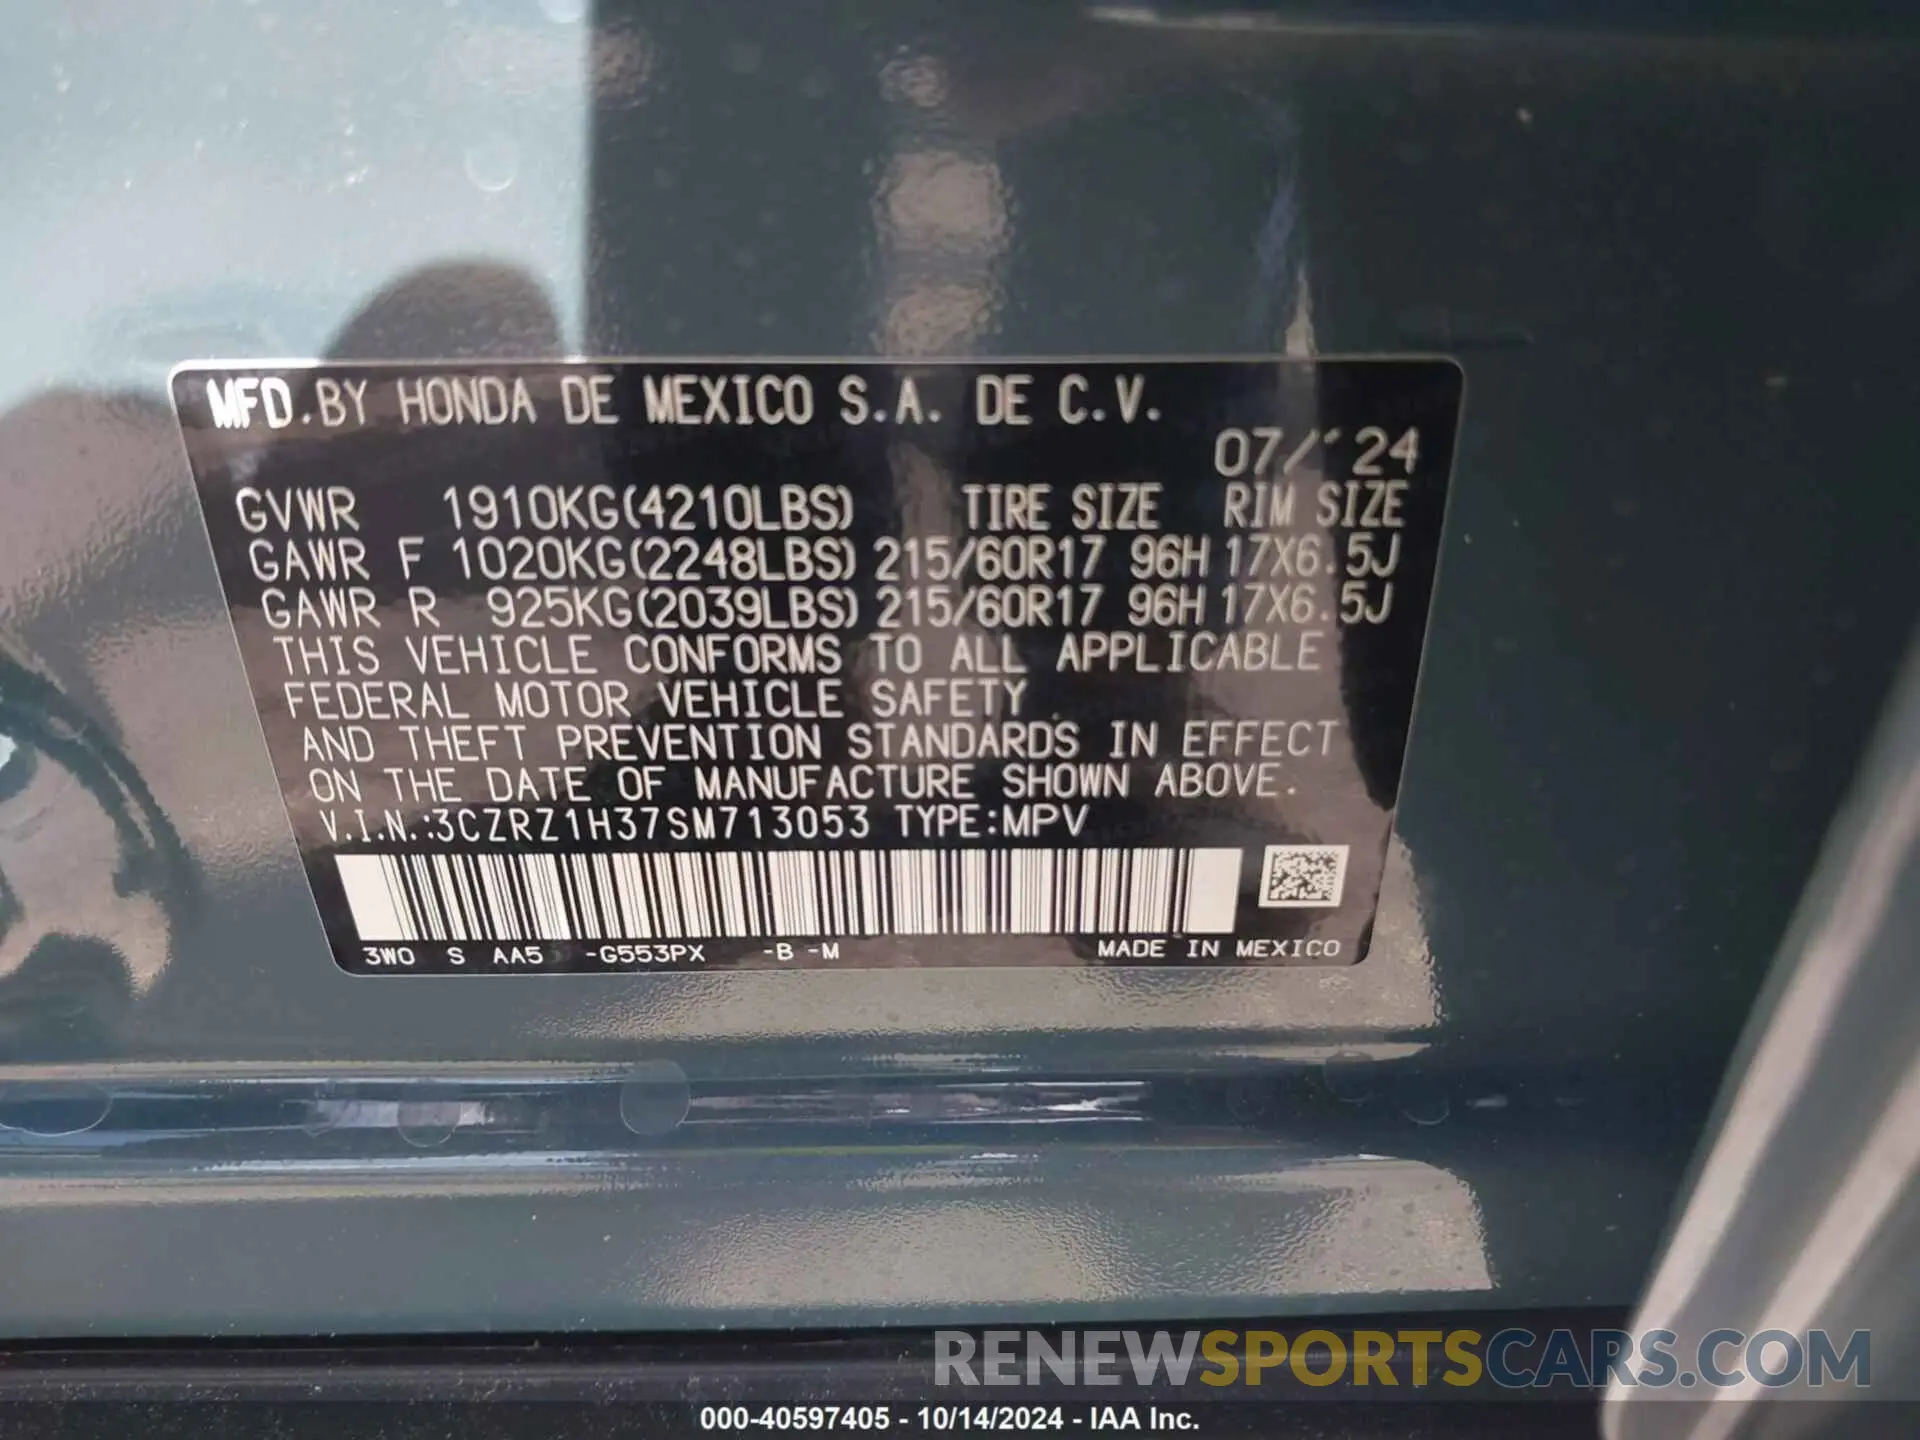 MFD.BY HONDA DE MEXICO S.A. DE C.V.
07/´24
GVWR 1910KG(4210LBS) TIRE SIZE RIM SIZE
GAWR F 1020KG(2248LBS) 215/60R17 96H 17X6.5J
GAWR R 925KG(2039LBS) 215/60R17 96H 17X6.5J
THIS VEHICLE CONFORMS TO ALL APPLICABLE
FEDERAL MOTOR VEHICLE SAFETY
AND THEFT PREVENTION STANDARDS IN EFFECT
ON THE DATE OF MANUFACTURE SHOWN ABOVE.
V.I.N.:3CZRZ1H37SM713053 TYPE:MPV
3W0 S AA5 -G553PX -B -M MADE IN MEXICO
RENEWSPORTSCARS.COM
000-40597405 - 10/14/2024 - IAA Inc.